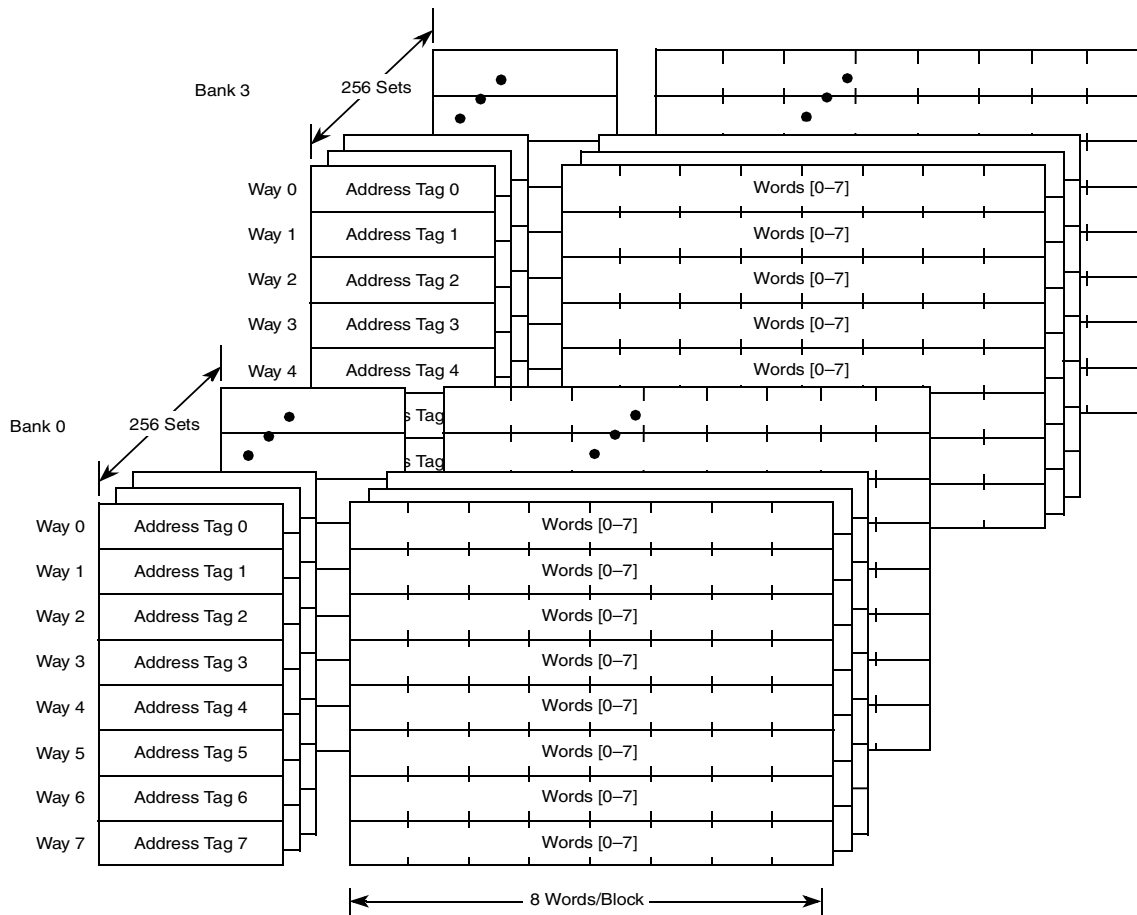 Bank 3
256 Sets
Way 0 Address Tag 0 Words [0–7]
Way 1 Address Tag 1 Words [0–7]
Way 2 Address Tag 2 Words [0–7]
Way 3 Address Tag 3 Words [0–7]
Way 4 Address Tag 4 Words [0–7]
Bank 0
256 Sets
Tag
Tag
Way 0 Address Tag 0 Words [0–7]
Way 1 Address Tag 1 Words [0–7]
Way 2 Address Tag 2 Words [0–7]
Way 3 Address Tag 3 Words [0–7]
Way 4 Address Tag 4 Words [0–7]
Way 5 Address Tag 5 Words [0–7]
Way 6 Address Tag 6 Words [0–7]
Way 7 Address Tag 7 Words [0–7]
8 Words/Block